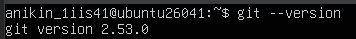 anikin_1iis41@ubuntu26041:~$ git --version
git version 2.53.0